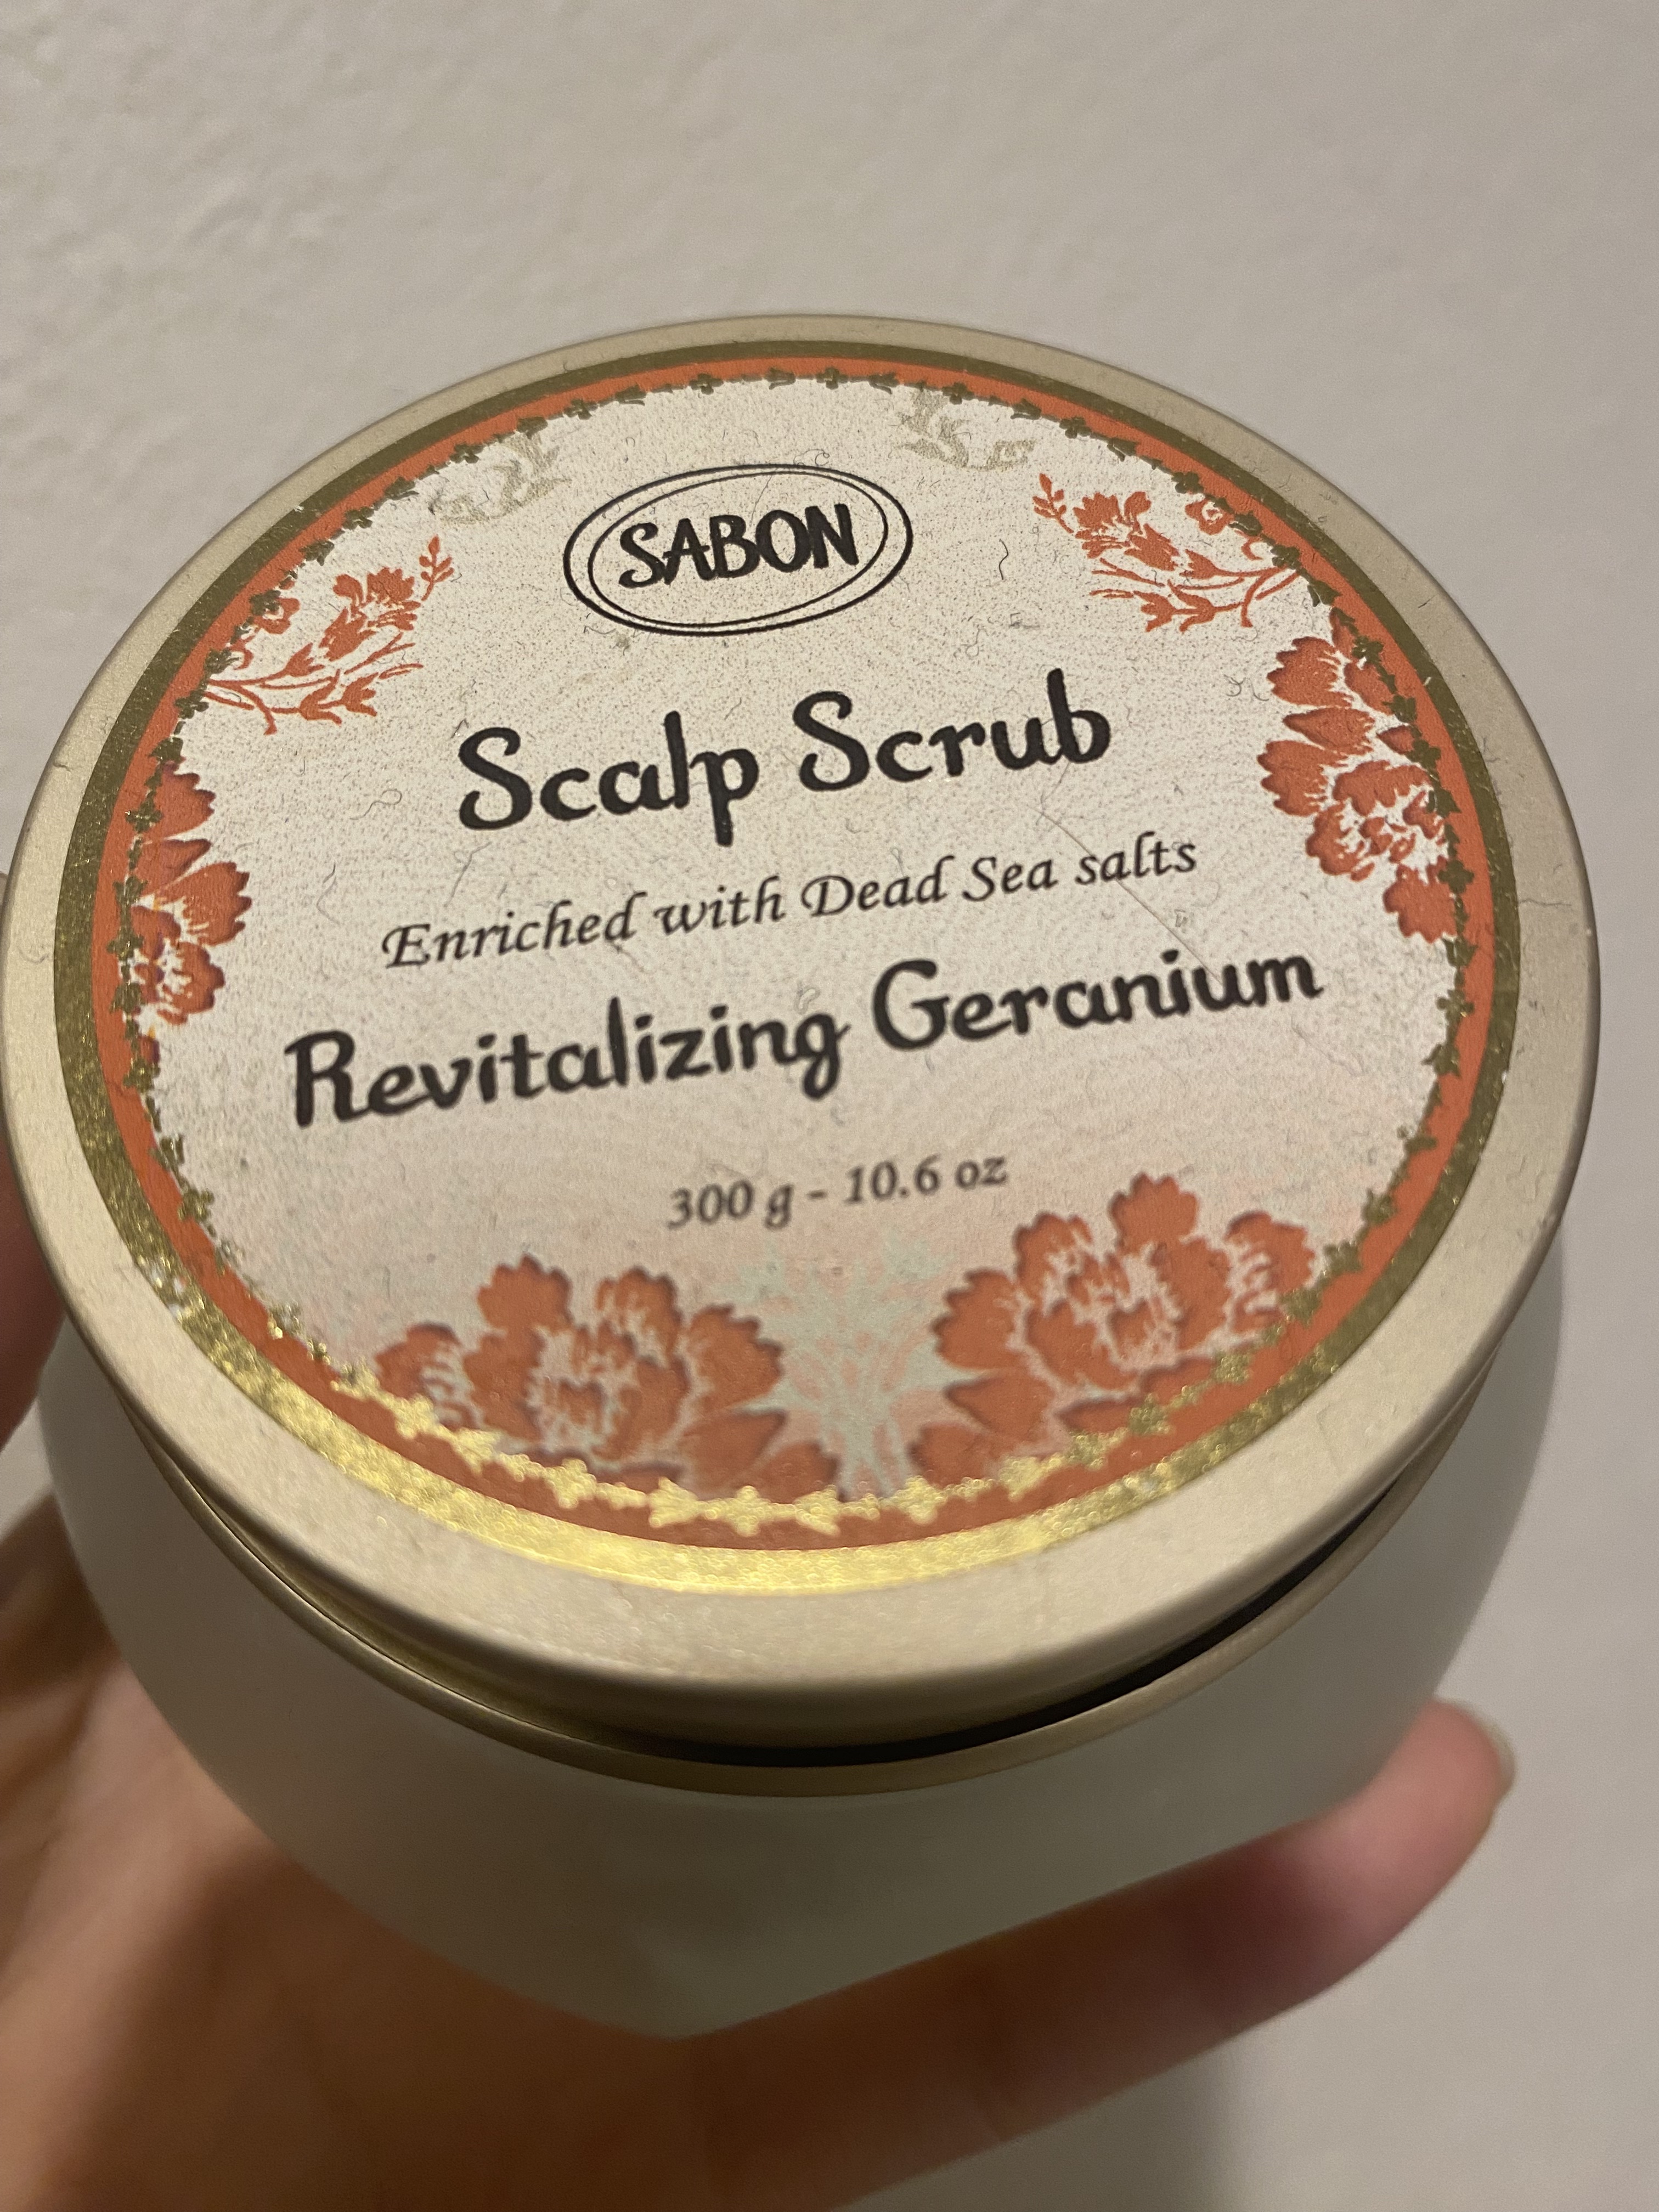 SABON
Scalp Scrub
Enriched with Dead Sea salts
Revitalizing Geranium
300 g - 10.6 oz